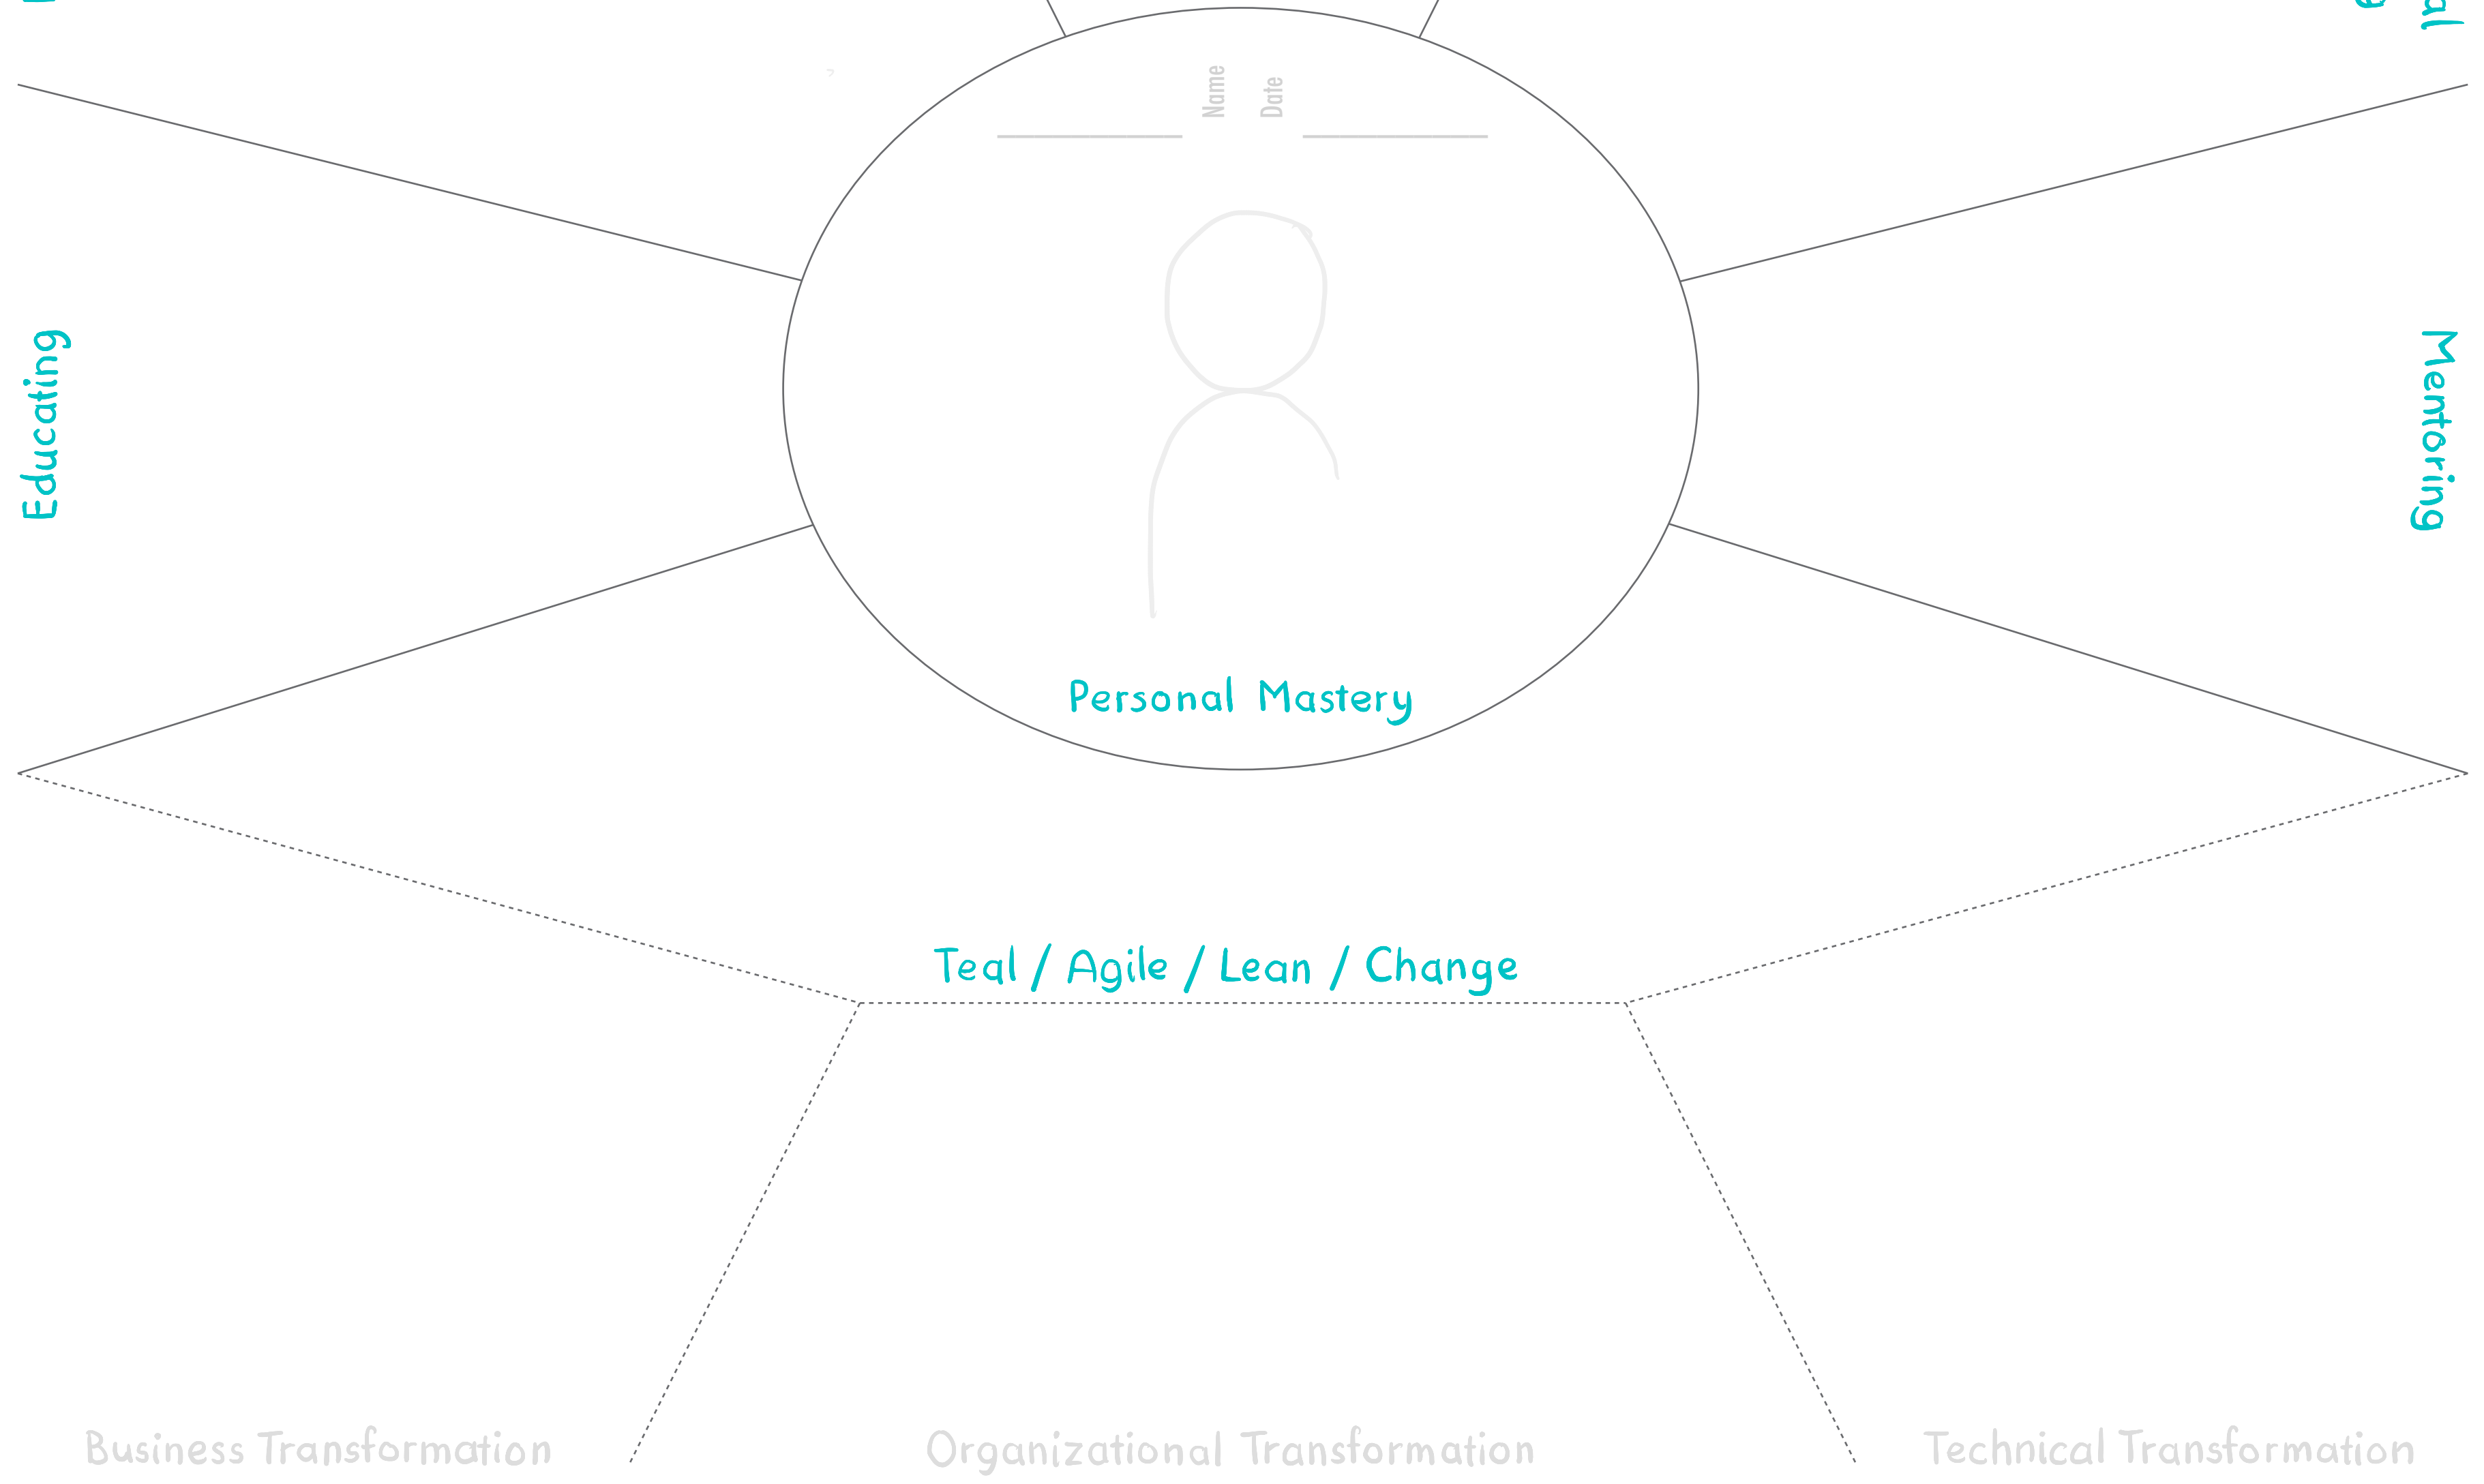 Name
Date
Educating
Mentoring
Personal Mastery
Teal / Agile / Lean / Change
Business Transformation
Organizational Transformation
Technical Transformation